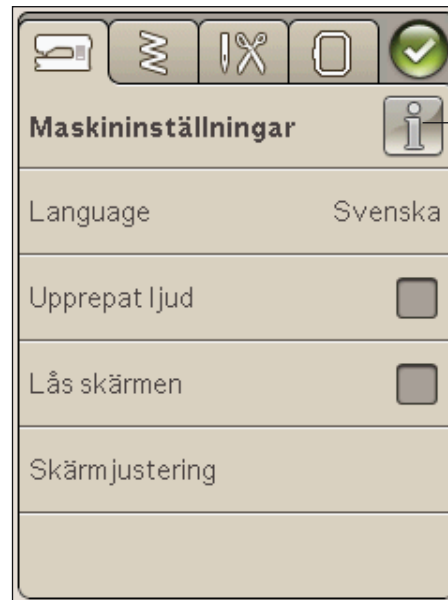 Maskininställningar
Language Svenska
Upprepat ljud
Lås skärmen
Skärmjustering